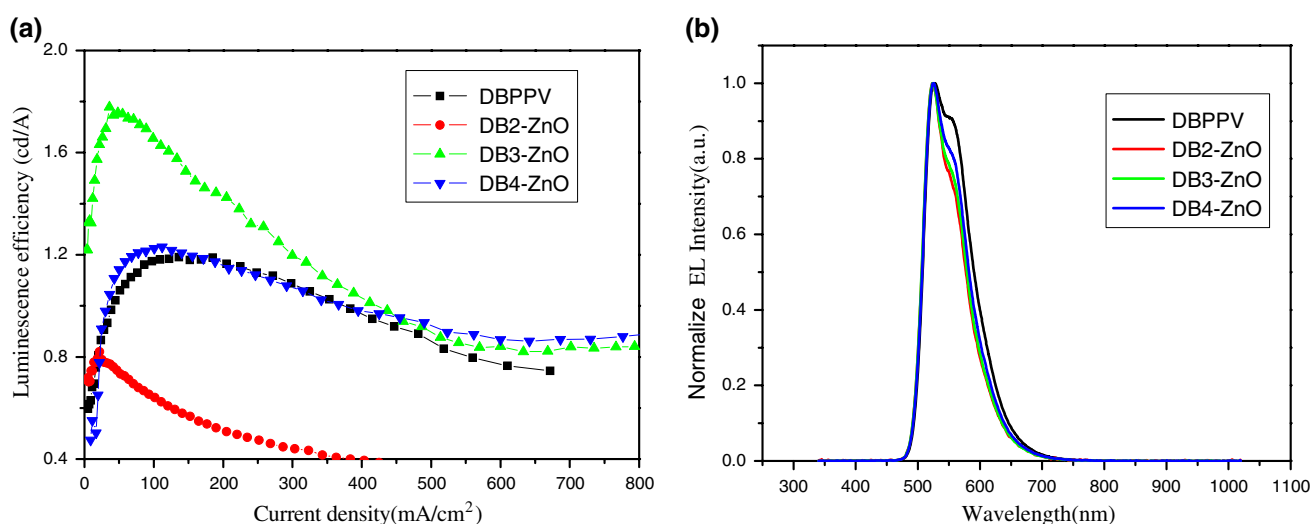 (a)
2.0
1.6
1.2
0.8
0.4
Luminescence efficiency (cd/A)
DBPPV
DB2-ZnO
DB3-ZnO
DB4-ZnO
0 100 200 300 400 500 600 700 800
Current density(mA/cm²)
(b)
1.0
0.8
0.6
0.4
0.2
0.0
Normalize EL Intensity(a.u.)
DBPPV
DB2-ZnO
DB3-ZnO
DB4-ZnO
300 400 500 600 700 800 900 1000 1100
Wavelength(nm)